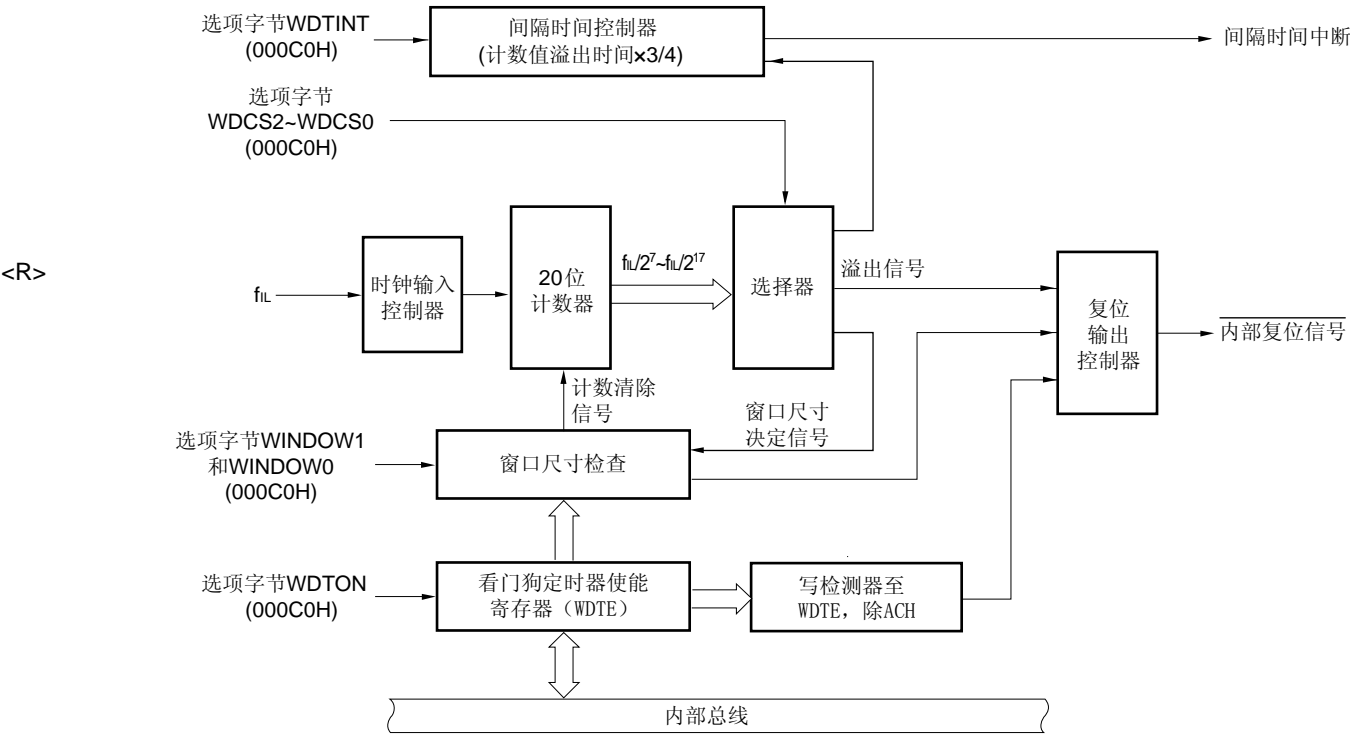 选项字节WDTINT
(000C0H)
间隔时间控制器
(计数值溢出时间×3/4)
间隔时间中断
选项字节
WDCS2~WDCS0
(000C0H)
<R>
fIL
时钟输入
控制器
20位
计数器
fIL/2⁷~fIL/2¹⁷
选择器
溢出信号
复位
输出
控制器
内部复位信号
计数清除
信号
窗口尺寸
决定信号
选项字节WINDOW1
和WINDOW0
(000C0H)
窗口尺寸检查
选项字节WDTON
(000C0H)
看门狗定时器使能
寄存器（WDTE）
写检测器至
WDTE，除ACH
内部总线